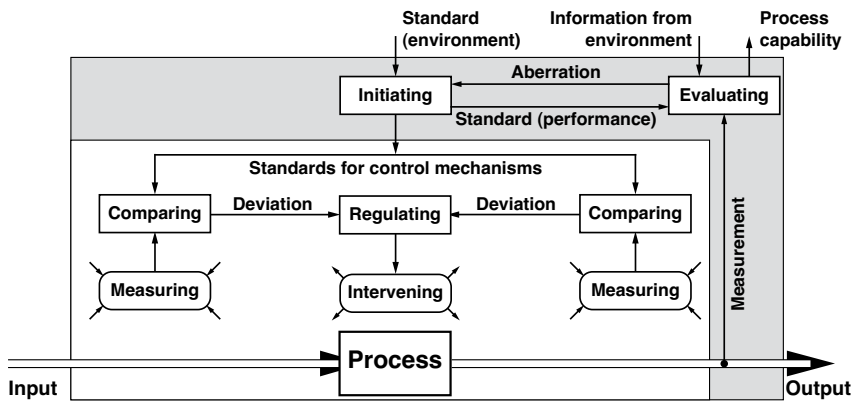 Standard
(environment)
Information from
environment
Process
capability
Aberration
Initiating
Evaluating
Standard (performance)
Standards for control mechanisms
Comparing
Deviation
Regulating
Deviation
Comparing
Measurement
Measuring
Intervening
Measuring
Process
Input
Output